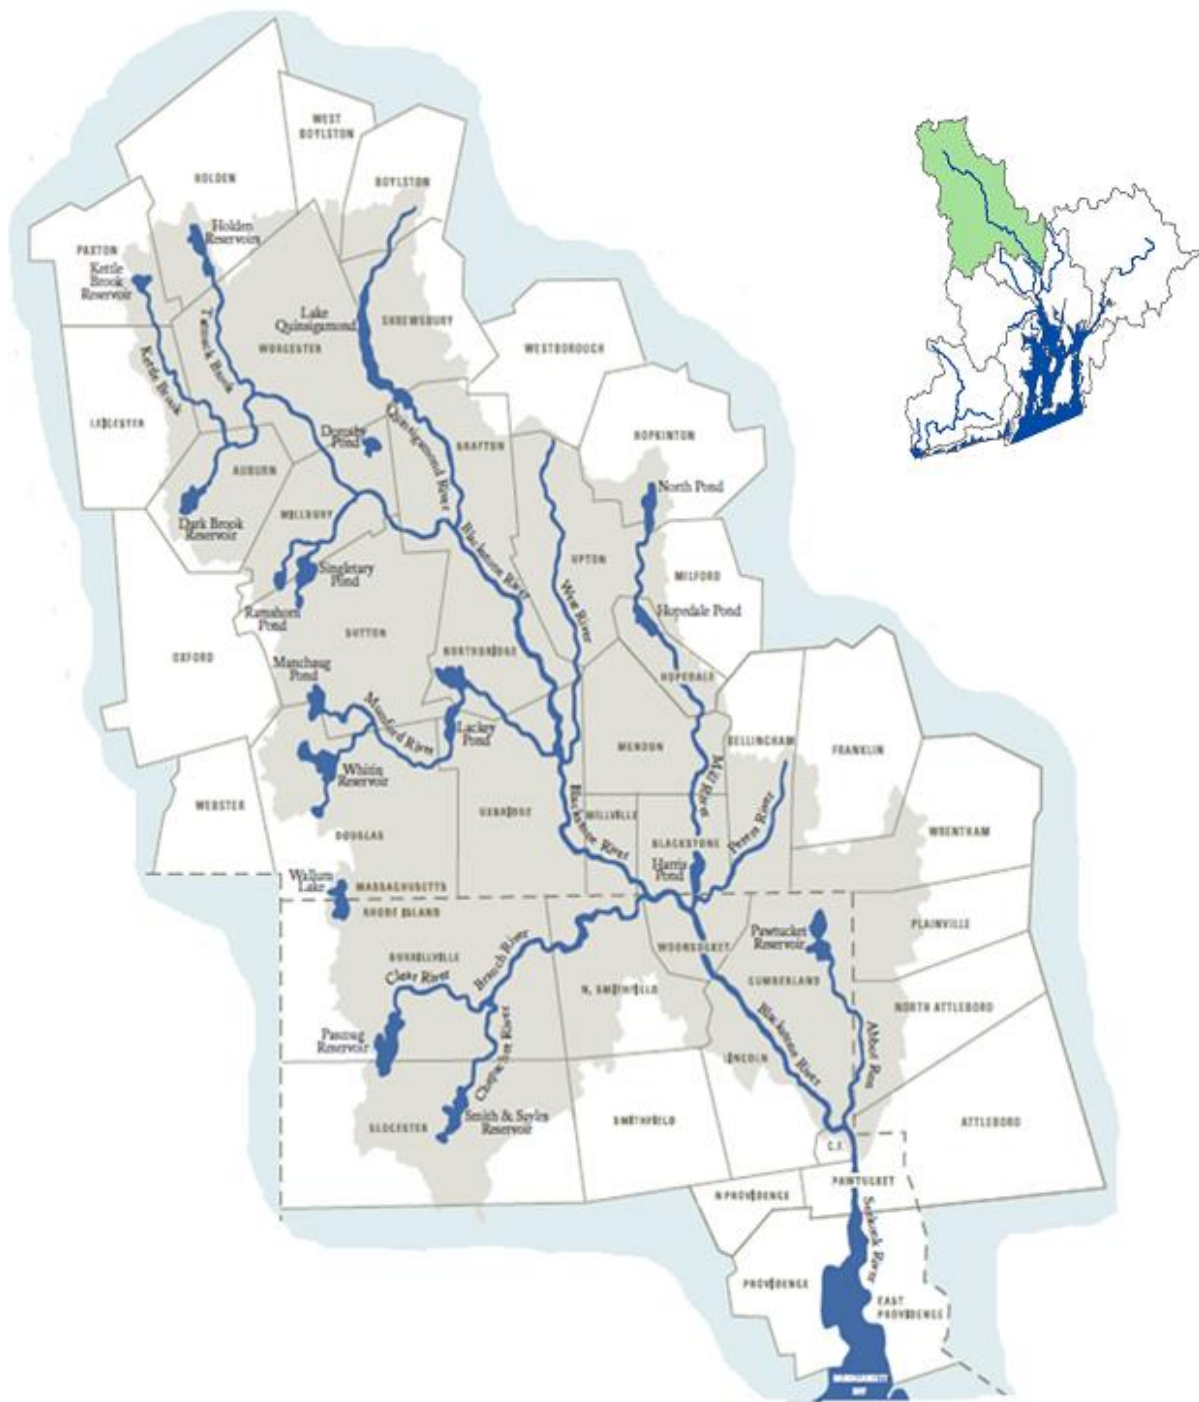 WEST
BOYLSTON
HOLDEN
BOYLSTON
Holden
Reservoirs
PAXTON
Kettle
Brook
Reservoir
Lake
Quinsigamond
SHREWSBURY
WORCESTER
WESTBOROUGH
Tatnuck Brook
Kettle Brook
LEICESTER
Dorothy
Pond
Quinsigamond River
GRAFTON
HOPKINTON
AUBURN
North Pond
MILLBURY
Dark Brook
Reservoir
Blackstone River
UPTON
MILFORD
Singletary
Pond
Ramshorn
Pond
West River
Hopedale Pond
SUTTON
NORTHBRIDGE
OXFORD
Manchaug
Pond
HOPEDALE
Mumford River
Lackey
Pond
MENDON
BELLINGHAM
FRANKLIN
Whitin
Reservoir
Mill River
WEBSTER
UXBRIDGE
Blackstone River
MILLVILLE
Peters River
WRENTHAM
DOUGLAS
BLACKSTONE
Harris
Pond
Wallum
Lake
MASSACHUSETTS
RHODE ISLAND
PLAINVILLE
Pawtucket
Reservoir
WOONSOCKET
Branch River
BURRILLVILLE
Clear River
N. SMITHFIELD
CUMBERLAND
NORTH ATTLEBORO
Pascoag
Reservoir
Chepachet River
Blackstone River
Abbot Run
LINCOLN
Smith & Sayles
Reservoir
GLOCESTER
SMITHFIELD
ATTLEBORO
C.F.
PAWTUCKET
N PROVIDENCE
Seekonk River
PROVIDENCE
EAST
PROVIDENCE
NARRAGANSETT
BAY